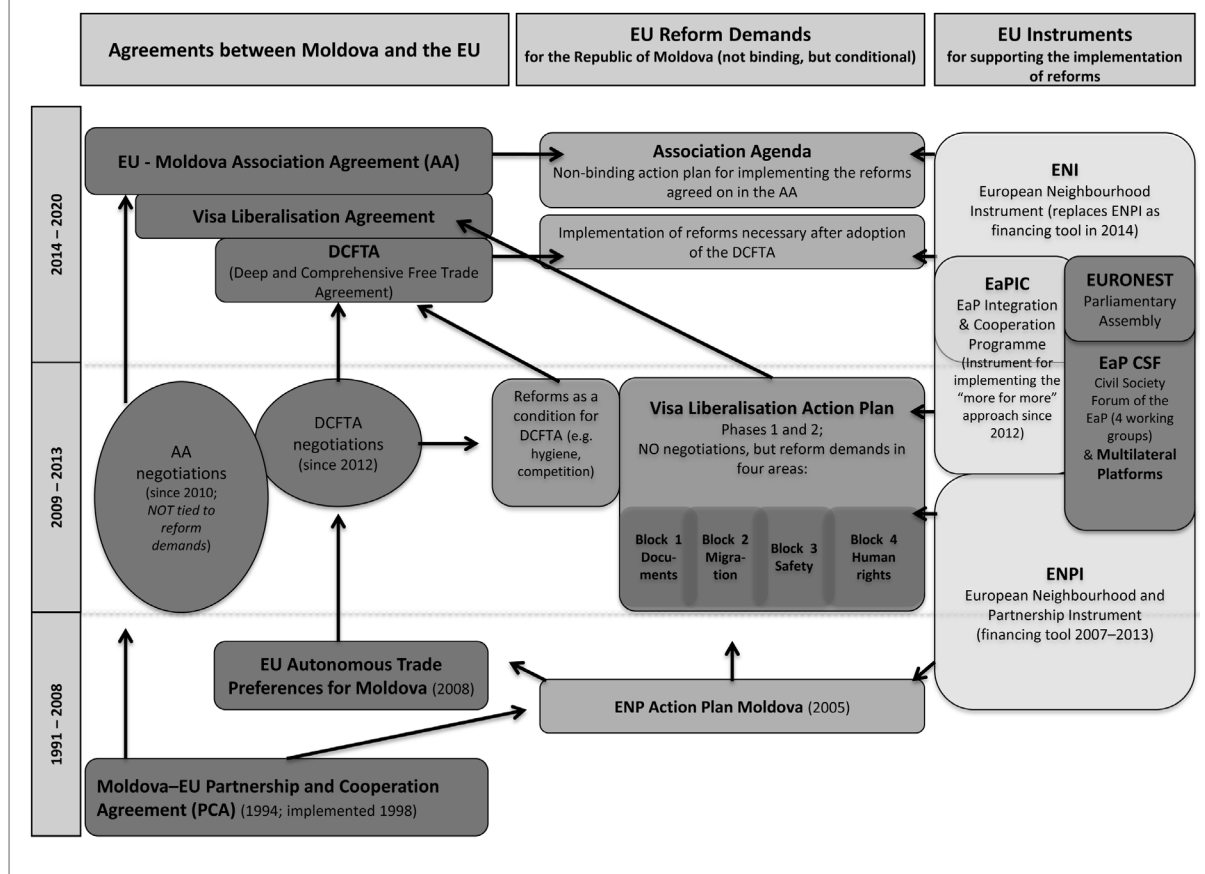 Agreements between Moldova and the EU
EU Reform Demands
for the Republic of Moldova (not binding, but conditional)
EU Instruments
for supporting the implementation
of reforms
2014 – 2020
EU - Moldova Association Agreement (AA)
Visa Liberalisation Agreement
DCFTA
(Deep and Comprehensive Free Trade
Agreement)
Association Agenda
Non-binding action plan for implementing the reforms
agreed on in the AA
Implementation of reforms necessary after adoption
of the DCFTA
ENI
European Neighbourhood
Instrument (replaces ENPI as
financing tool in 2014)
EaPIC
EaP Integration
& Cooperation
Programme
(Instrument for
implementing the
“more for more”
approach since
2012)
EURONEST
Parliamentary
Assembly
EaP CSF
Civil Society
Forum of the
EaP (4 working
groups)
& Multilateral
Platforms
2009 – 2013
AA
negotiations
(since 2010;
NOT tied to
reform
demands)
DCFTA
negotiations
(since 2012)
Reforms as a
condition for
DCFTA (e.g.
hygiene,
competition)
Visa Liberalisation Action Plan
Phases 1 and 2;
NO negotiations, but reform demands in
four areas:
Block 1
Docu-
ments
Block 2
Migra-
tion
Block 3
Safety
Block 4
Human
rights
ENPI
European Neighbourhood and
Partnership Instrument
(financing tool 2007–2013)
1991 – 2008
EU Autonomous Trade
Preferences for Moldova (2008)
ENP Action Plan Moldova (2005)
Moldova–EU Partnership and Cooperation
Agreement (PCA) (1994; implemented 1998)